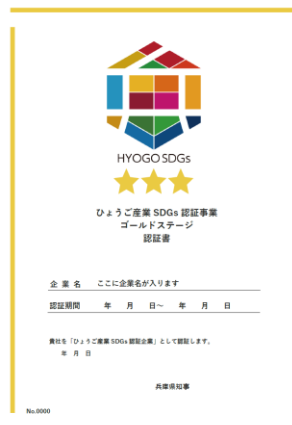 HYOGO SDGs
ひょうご産業 SDGs 認証事業
ゴールドステージ
認証書
企 業 名 ここに企業名が入ります
認証期間 年 月 日〜 年 月 日
貴社を「ひょうご産業 SDGs 認証企業」として認証します。
年 月 日
兵庫県知事
No.0000